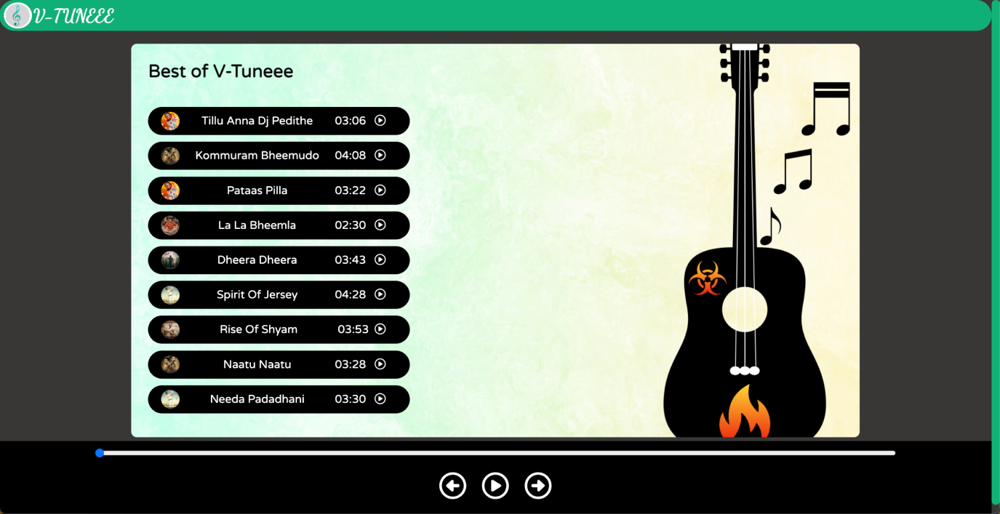 V-TUNEEE
Best of V-Tuneee
Tillu Anna Dj Pedithe 03:06
Kommuram Bheemudo 04:08
Pataas Pilla 03:22
La La Bheemla 02:30
Dheera Dheera 03:43
Spirit Of Jersey 04:28
Rise Of Shyam 03:53
Naatu Naatu 03:28
Needa Padadhani 03:30